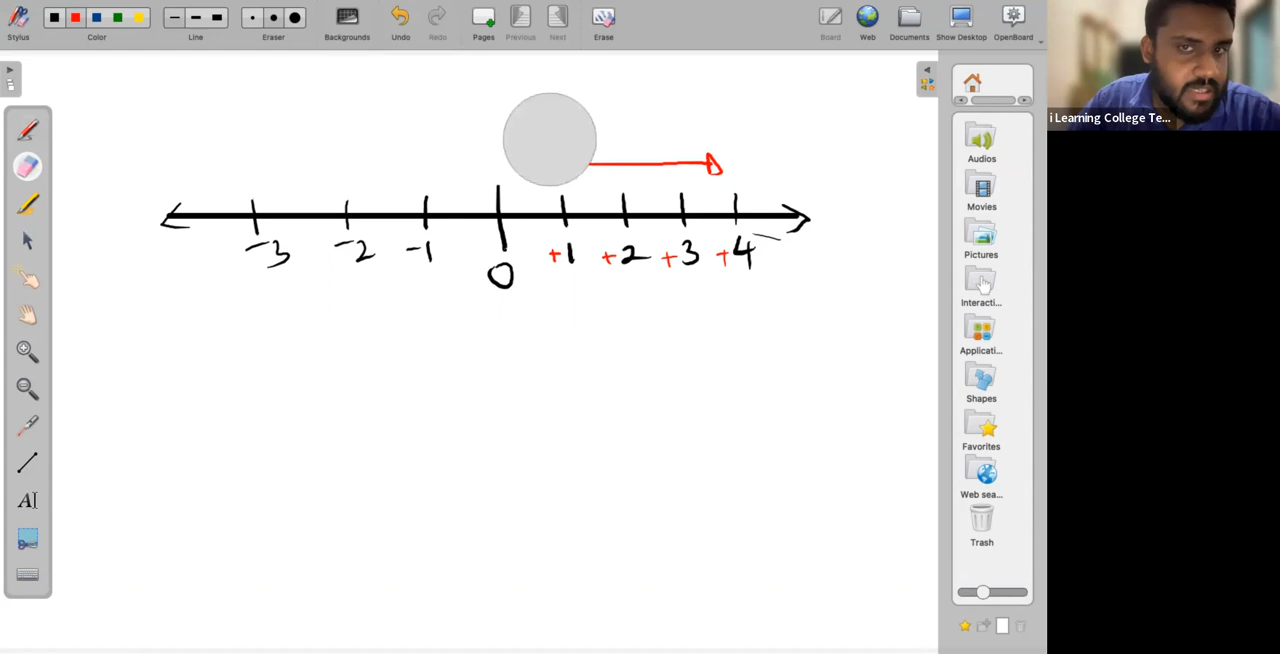 Stylus
Color
Line
Eraser
Backgrounds
Undo
Redo
Pages
Previous
Next
Erase
Board
Web
Documents
Show Desktop
OpenBoard
i Learning College Te...
-3 -2 -1 0 +1 +2 +3 +4
A
Audios
Movies
Pictures
Interacti...
Applicati...
Shapes
Favorites
Web sea...
Trash